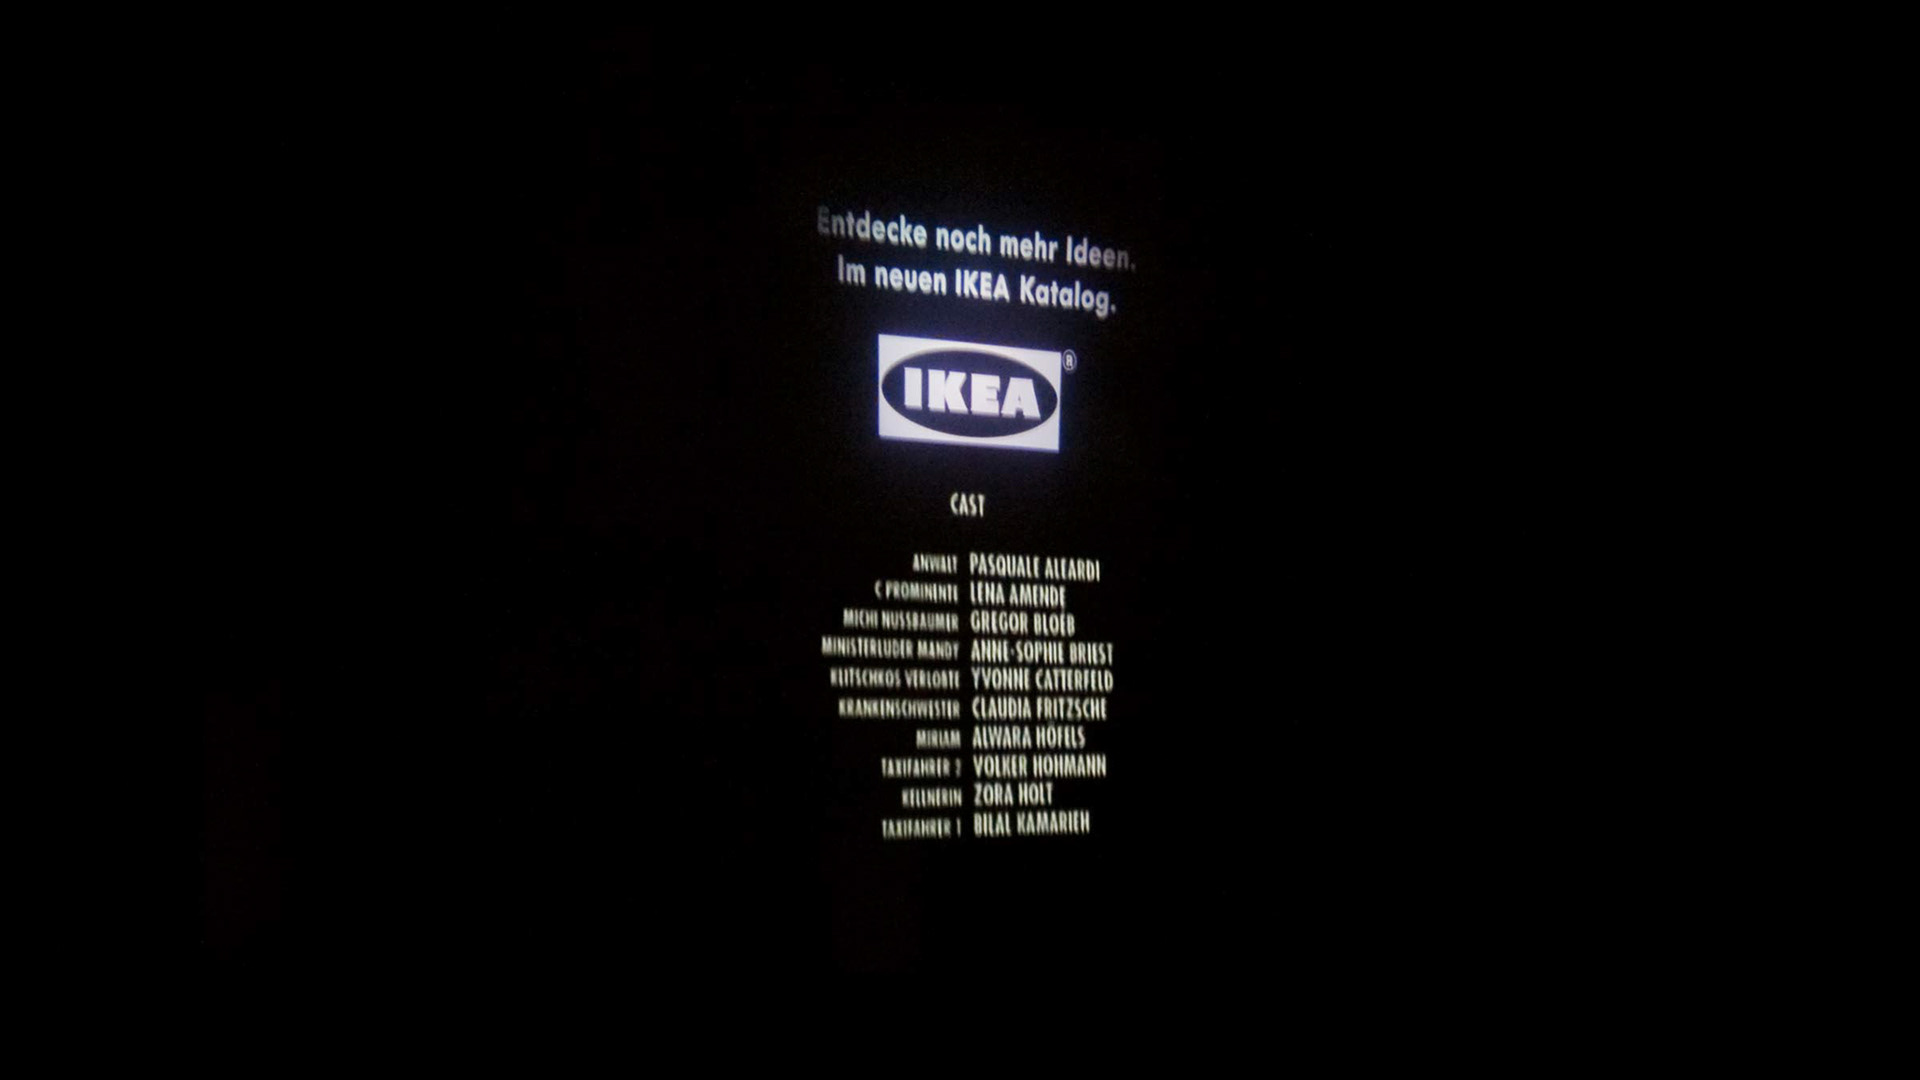 Entdecke noch mehr Ideen.
Im neuen IKEA Katalog.
IKEA ®
CAST
ANWALT PASQUALE ALEARDI
C PROMINENTE LENA AMENDE
MICHI NUSSBAUMER GREGOR BLOÉB
MINISTERLUDER MANDY ANNE-SOPHIE BRIEST
KLITSCHKOS VERLOBTE YVONNE CATTERFELD
KRANKENSCHWESTER CLAUDIA FRITZSCHE
MIRIAM ALWARA HÖFELS
TAXIFAHRER 2 VOLKER HOHMANN
KELLNERIN ZORA HOLT
TAXIFAHRER 1 BILAL KAMARIEH